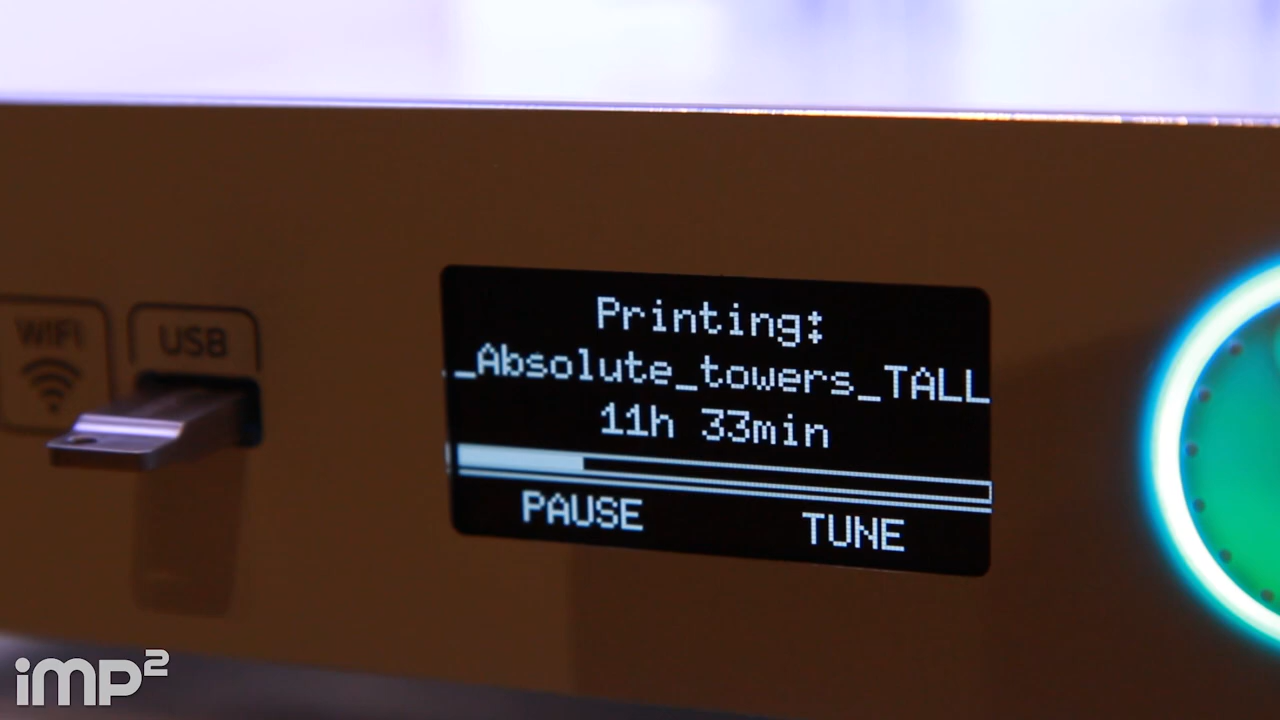 WIFI
USB
Printing:
_Absolute_towers_TALL
11h 33min
PAUSE TUNE
imp²